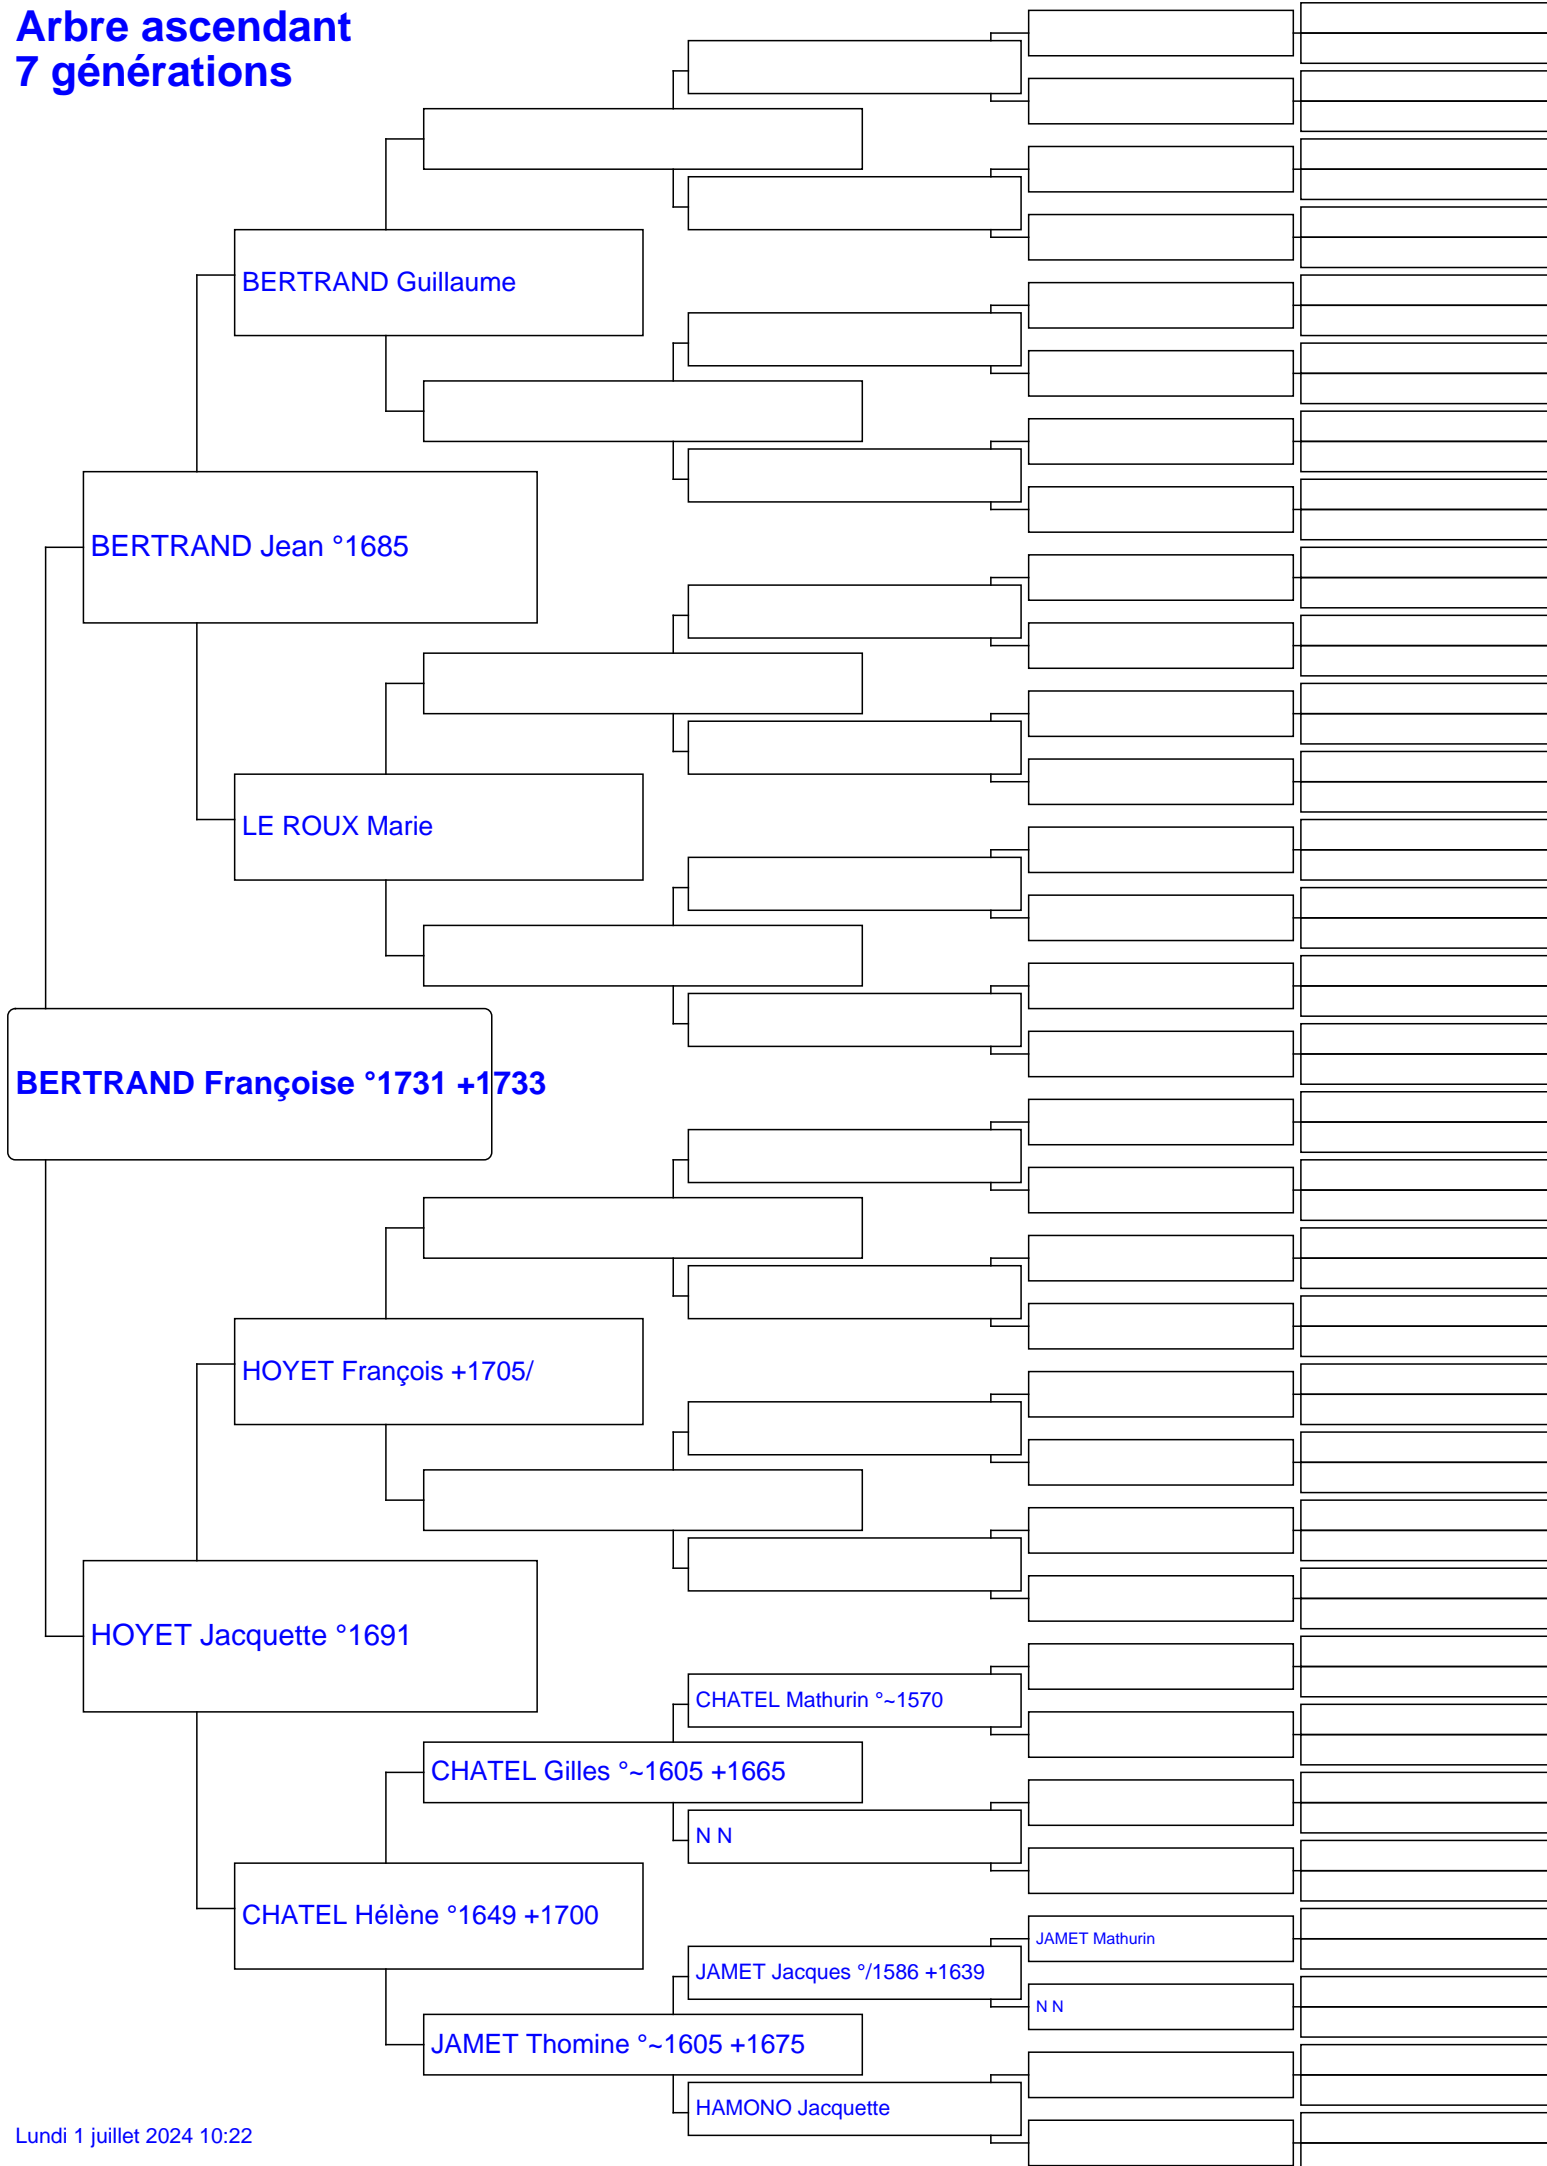 Arbre ascendant
7 générations
BERTRAND Guillaume
BERTRAND Jean °1685
LE ROUX Marie
BERTRAND Françoise °1731 +1733
HOYET François +1705/
HOYET Jacquette °1691
CHATEL Mathurin °~1570
CHATEL Gilles °~1605 +1665
N N
CHATEL Hélène °1649 +1700
JAMET Mathurin
JAMET Jacques °/1586 +1639
N N
JAMET Thomine °~1605 +1675
HAMONO Jacquette
Lundi 1 juillet 2024 10:22